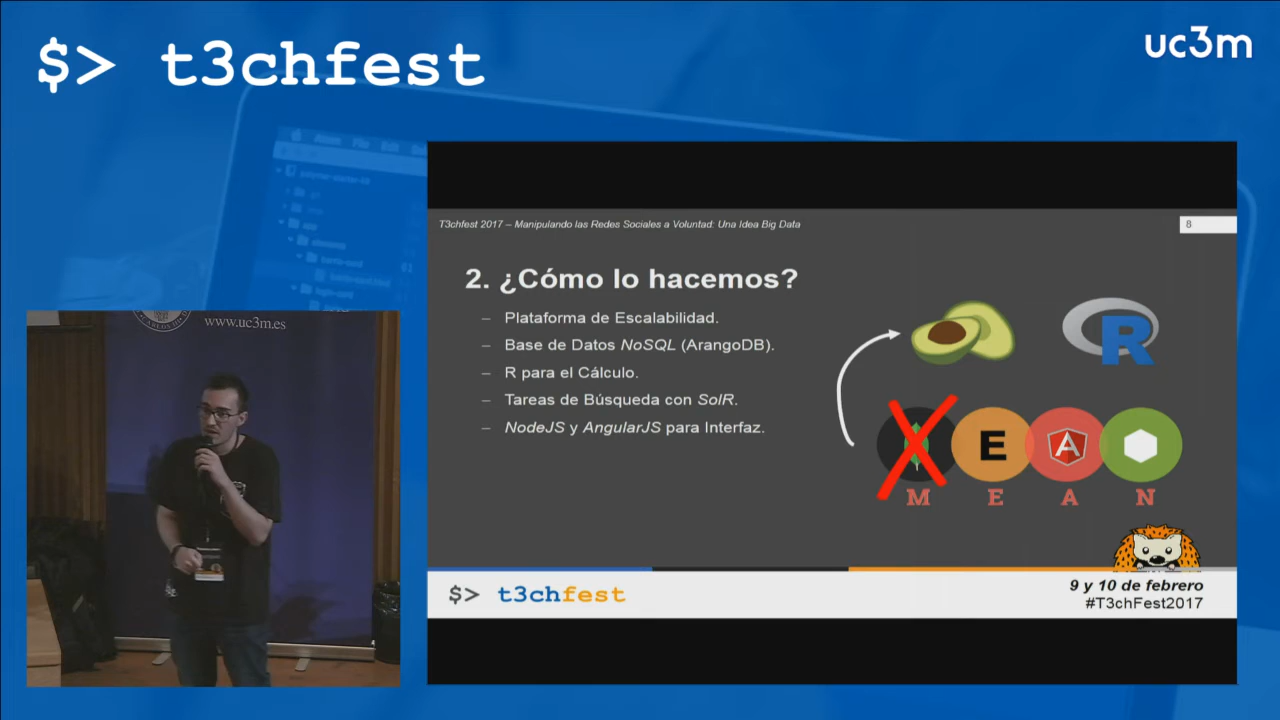 $> t3chfest
uc3m
T3chfest 2017 – Manipulando las Redes Sociales a Voluntad: Una Idea Big Data
8
2. ¿Cómo lo hacemos?
– Plataforma de Escalabilidad.
– Base de Datos NoSQL (ArangoDB).
– R para el Cálculo.
– Tareas de Búsqueda con SolR.
– NodeJS y AngularJS para Interfaz.
R
E A
M E A N
$> t3chfest
9 y 10 de febrero
#T3chFest2017
www.uc3m.es